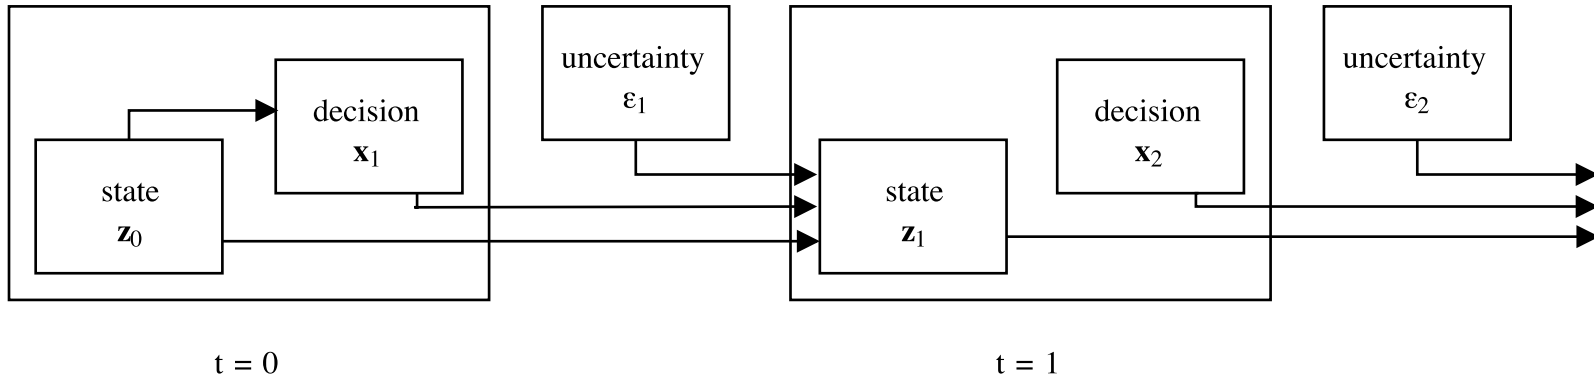 decision
x₁
state
z₀
uncertainty
ε₁
decision
x₂
state
z₁
uncertainty
ε₂
t = 0
t = 1